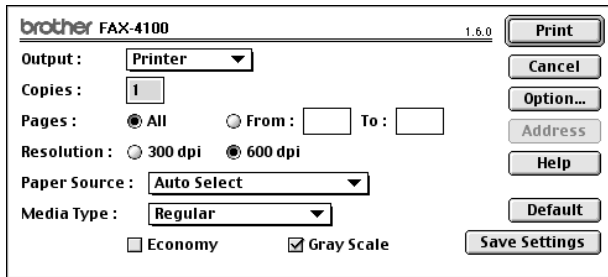 brother FAX-4100 1.6.0 Print
Output : Printer Cancel
Copies : 1 Option...
Pages : All From : To : Address
Resolution : 300 dpi 600 dpi Help
Paper Source : Auto Select
Media Type : Regular Default
Economy Gray Scale Save Settings